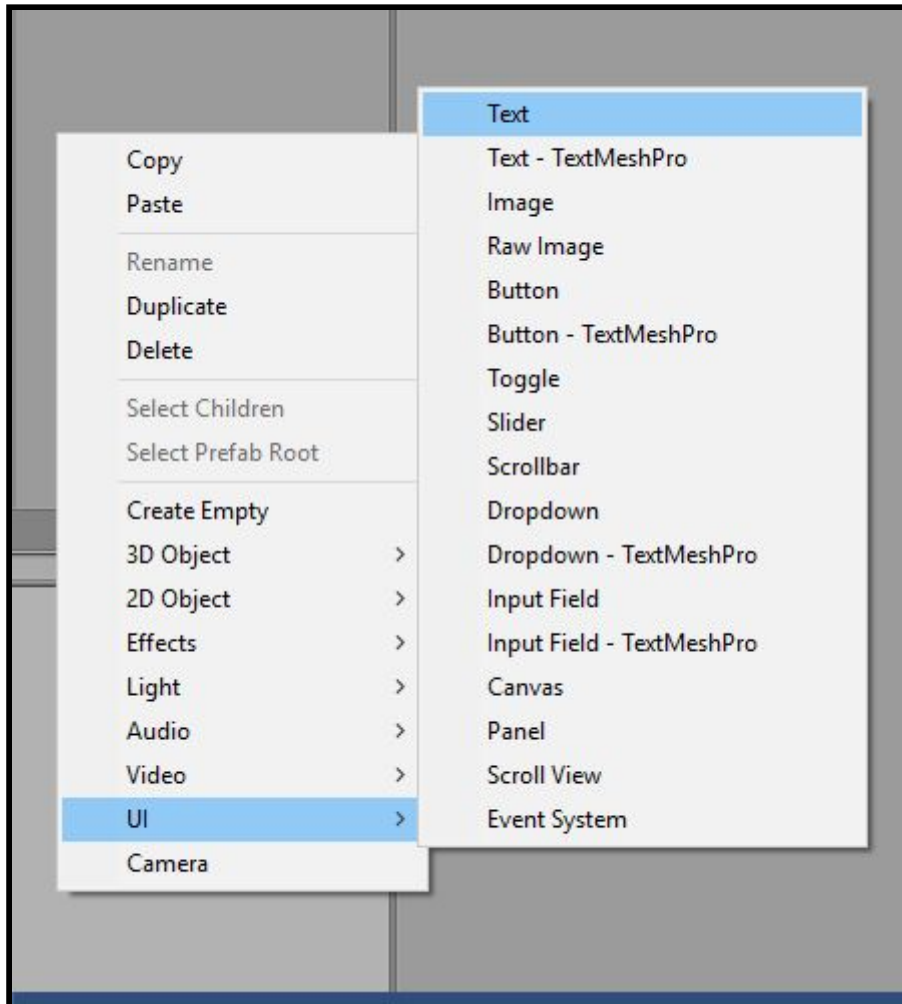 Copy
Paste
Rename
Duplicate
Delete
Select Children
Select Prefab Root
Create Empty
3D Object
2D Object
Effects
Light
Audio
Video
UI
Camera
Text
Text - TextMeshPro
Image
Raw Image
Button
Button - TextMeshPro
Toggle
Slider
Scrollbar
Dropdown
Dropdown - TextMeshPro
Input Field
Input Field - TextMeshPro
Canvas
Panel
Scroll View
Event System